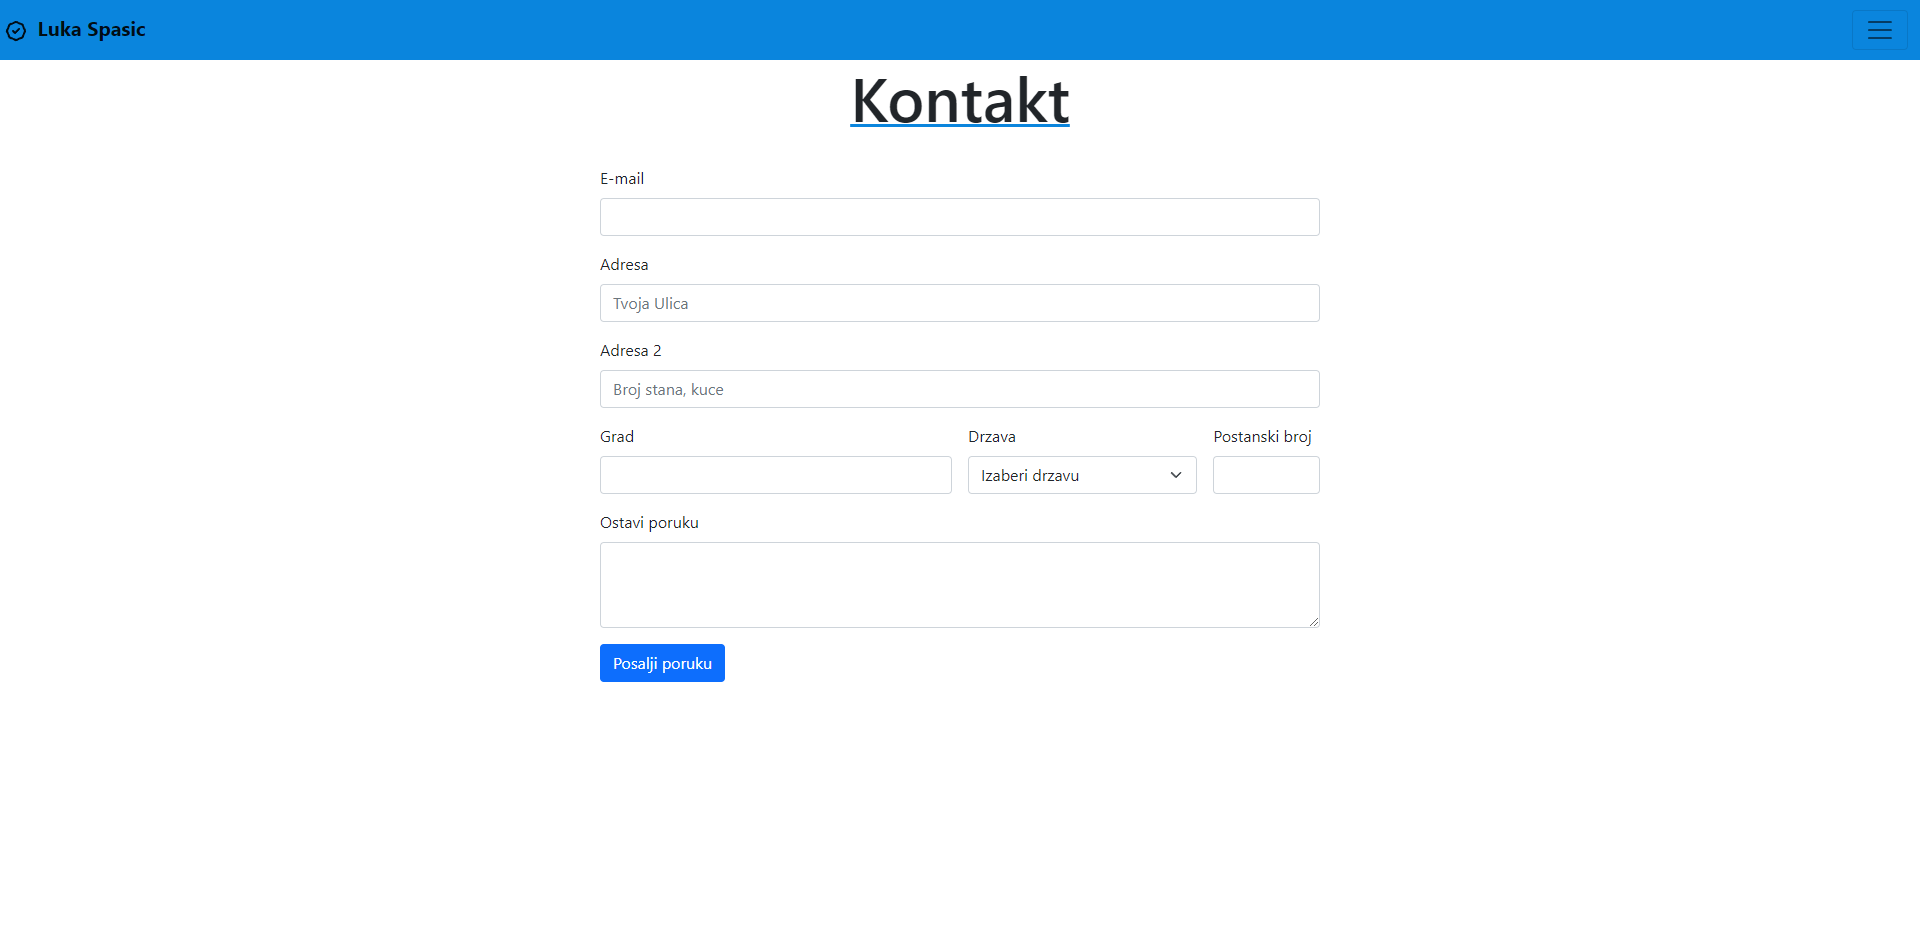 Luka Spasic
Kontakt
E-mail
Adresa
Tvoja Ulica
Adresa 2
Broj stana, kuce
Grad Drzava Postanski broj
Izaberi drzavu
Ostavi poruku
Posalji poruku